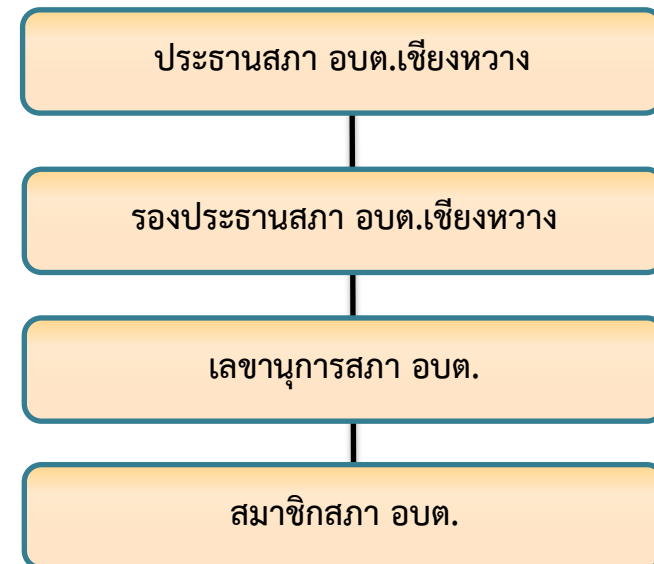 ประธานสภา อบต.เชียงหวาง
รองประธานสภา อบต.เชียงหวาง
เลขานุการสภา อบต.
สมาชิกสภา อบต.